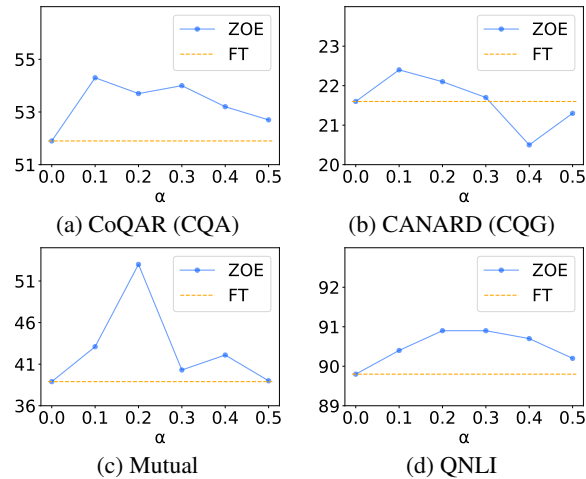 ZOE
FT
55
53
51
0.0 0.1 0.2 0.3 0.4 0.5
α
(a) CoQAR (CQA)
ZOE
FT
23
22
21
20
0.0 0.1 0.2 0.3 0.4 0.5
α
(b) CANARD (CQG)
ZOE
FT
51
46
41
36
0.0 0.1 0.2 0.3 0.4 0.5
α
(c) Mutual
ZOE
FT
92
91
90
89
0.0 0.1 0.2 0.3 0.4 0.5
α
(d) QNLI